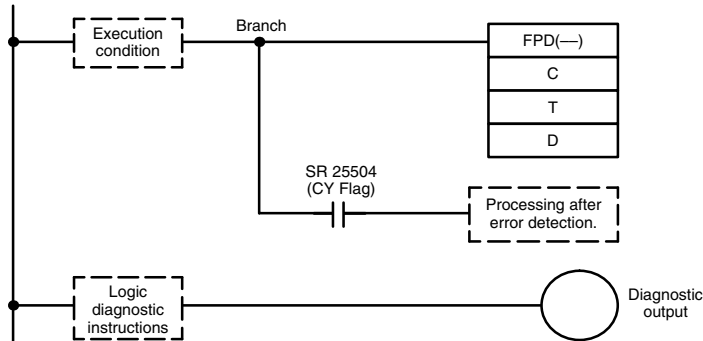 Execution
condition
Branch
FPD(––)
C
T
D
SR 25504
(CY Flag)
Processing after
error detection.
Logic
diagnostic
instructions
Diagnostic
output